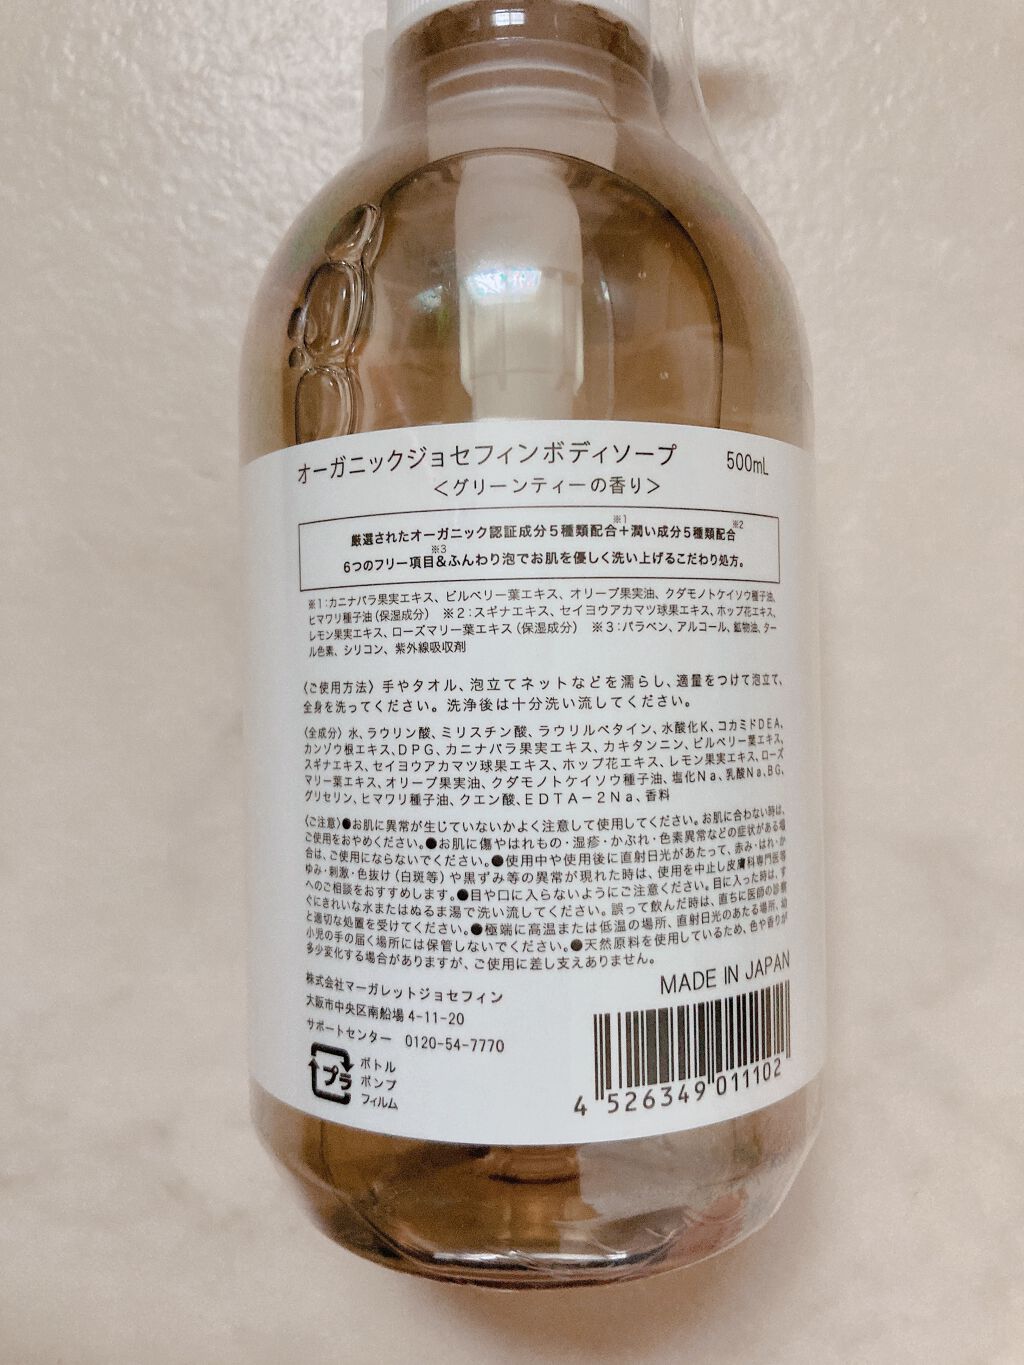 オーガニックジョセフィンボディソープ 500mL
＜グリーンティーの香り＞
厳選されたオーガニック認証成分5種類配合※1＋潤い成分5種類配合※2
6つのフリー項目※3&ふんわり泡でお肌を優しく洗い上げるこだわり処方。
※1：カニナバラ果実エキス、ビルベリー葉エキス、オリーブ果実油、クダモノトケイソウ種子油、
ヒマワリ種子油（保湿成分） ※2：スギナエキス、セイヨウアカマツ球果エキス、ホップ花エキス、
レモン果実エキス、ローズマリー葉エキス（保湿成分） ※3：パラベン、アルコール、鉱物油、ター
ル色素、シリコン、紫外線吸収剤
〈ご使用方法〉手やタオル、泡立てネットなどを濡らし、適量をつけて泡立て、
全身を洗ってください。洗浄後は十分洗い流してください。
〈全成分〉水、ラウリン酸、ミリスチン酸、ラウリルベタイン、水酸化K、コカミドDEA、
カンゾウ根エキス、DPG、カニナバラ果実エキス、カキタンニン、ビルベリー葉エキス、
スギナエキス、セイヨウアカマツ球果エキス、ホップ花エキス、レモン果実エキス、ローズ
マリー葉エキス、オリーブ果実油、クダモノトケイソウ種子油、塩化Na、乳酸Na、BG、
グリセリン、ヒマワリ種子油、クエン酸、EDTA－2Na、香料
〈ご注意〉●お肌に異常が生じていないかよく注意して使用してください。お肌に合わない時は、
ご使用をおやめください。●お肌に傷やはれもの・湿疹・かぶれ・色素異常などの症状がある場
合は、ご使用にならないでください。●使用中や使用後に直射日光があたって、赤み・はれ・か
ゆみ・刺激・色抜け（白斑等）や黒ずみ等の異常が現れた時は、使用を中止し皮膚科専門医等
へのご相談をおすすめします。●目や口に入らないようにご注意ください。目に入った時は、す
ぐにきれいな水またはぬるま湯で洗い流してください。誤って飲んだ時は、直ちに医師の診察
と適切な処置を受けてください。●極端に高温または低温の場所、直射日光のあたる場所、幼
小児の手の届く場所には保管しないでください。●天然原料を使用しているため、色や香りが
多少変化する場合がありますが、ご使用に差し支えありません。
MADE IN JAPAN
株式会社マーガレットジョセフィン
大阪市中央区南船場4-11-20
サポートセンター 0120-54-7770
プラ
ボトル
ポンプ
フィルム
4 526349 011102